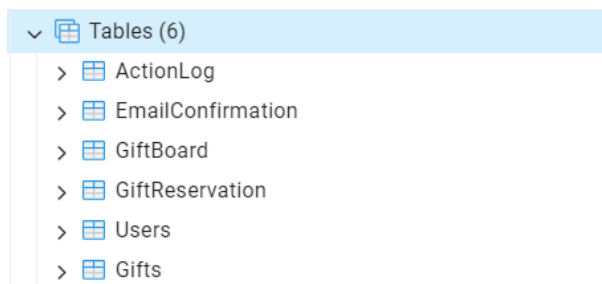 Tables (6)
ActionLog
EmailConfirmation
GiftBoard
GiftReservation
Users
Gifts